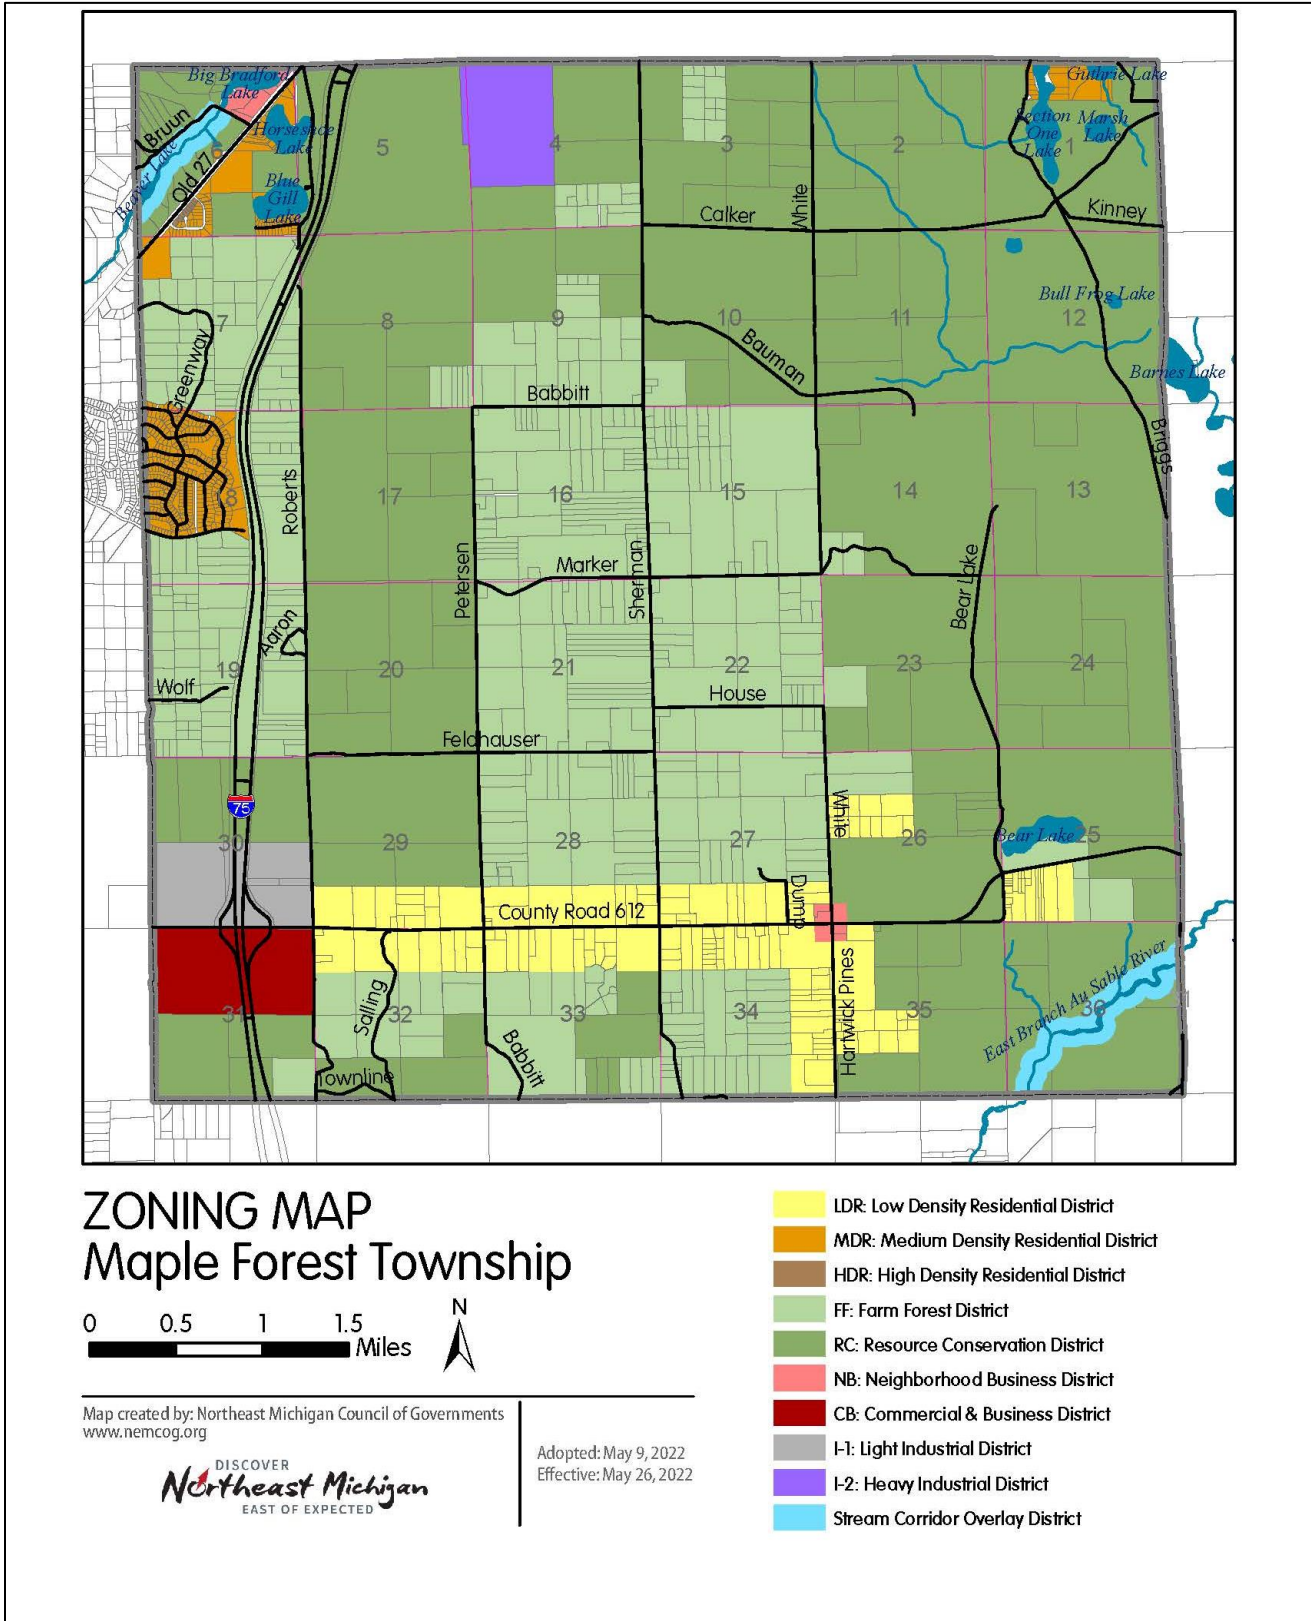 Big Bradford
Lake
Guthrie Lake
Bruun
Horseshoe
Lake
Section
One
Lake
Marsh
Lake
6
5
4
3
2
1
Old 27
Beaver Lake
Blue
Gill
Lake
White
Calker
Kinney
Bull Frog Lake
7
8
9
10
11
12
Greenway
Bauman
Barnes Lake
Babbitt
Briggs
Roberts
18
17
16
15
14
13
Petersen
Marker
Sherman
Bear Lake
Aaron
19
20
21
22
23
24
Wolf
House
Feldhauser
75
White
30
29
28
27
26
Bear Lake
25
Dump
County Road 612
Hartwick Pines
Salling
East Branch Au Sable River
31
32
33
34
35
36
Babbitt
Townline
ZONING MAP
Maple Forest Township
0 0.5 1 1.5
Miles
N
Map created by: Northeast Michigan Council of Governments
www.nemcog.org
DISCOVER
Northeast Michigan
EAST OF EXPECTED
Adopted: May 9, 2022
Effective: May 26, 2022
LDR: Low Density Residential District
MDR: Medium Density Residential District
HDR: High Density Residential District
FF: Farm Forest District
RC: Resource Conservation District
NB: Neighborhood Business District
CB: Commercial & Business District
I-1: Light Industrial District
I-2: Heavy Industrial District
Stream Corridor Overlay District